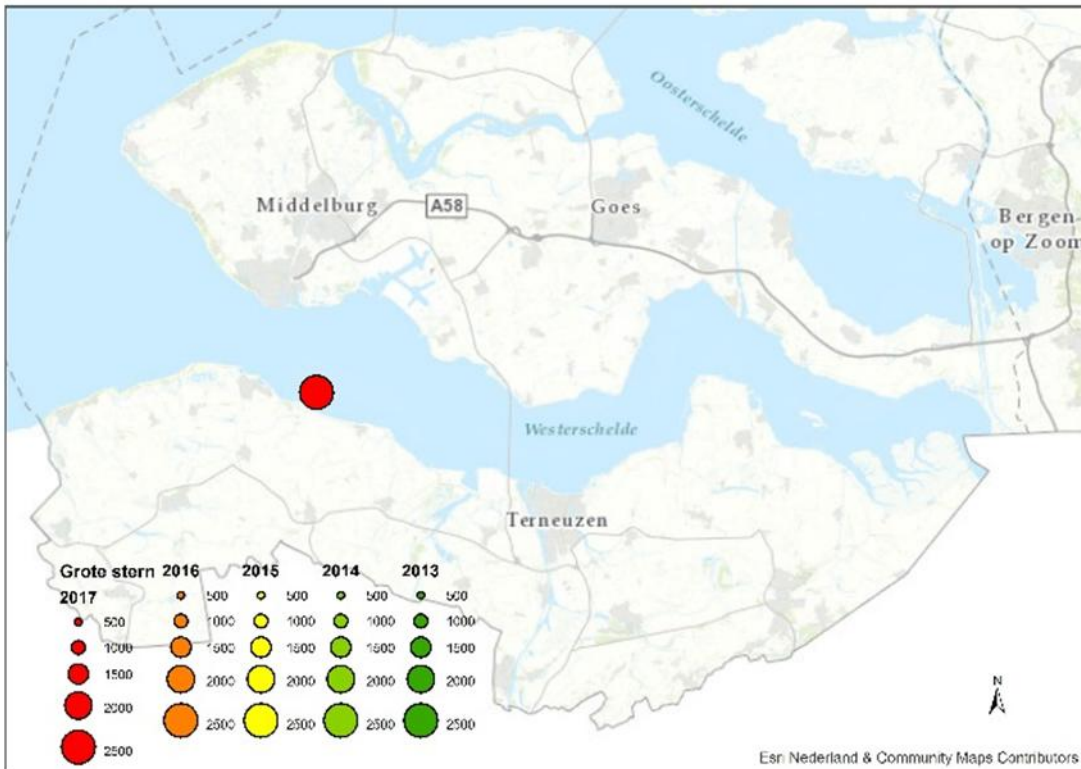 Oosterschelde
Middelburg
A58
Goes
Bergen
op Zoom
Westerschelde
Terneuzen
Grote stern 2016 2015 2014 2013
2017
500 500 500 500
500
1000 1000 1000 1000
1000
1500 1500 1500 1500
1500
2000 2000 2000 2000
2000
2500 2500 2500 2500
2500
N
Esri Nederland & Community Maps Contributors